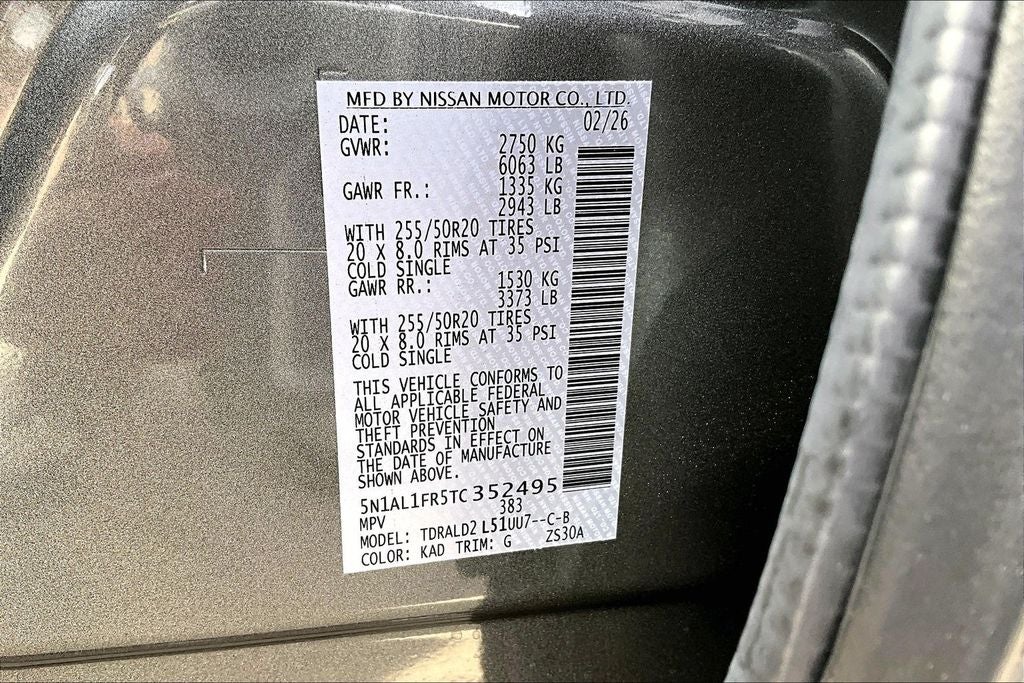 MFD BY NISSAN MOTOR CO., LTD.
DATE: 02/26
GVWR: 2750 KG
6063 LB
GAWR FR.: 1335 KG
2943 LB
WITH 255/50R20 TIRES
20 X 8.0 RIMS AT 35 PSI
COLD SINGLE
GAWR RR.: 1530 KG
3373 LB
WITH 255/50R20 TIRES
20 X 8.0 RIMS AT 35 PSI
COLD SINGLE
THIS VEHICLE CONFORMS TO
ALL APPLICABLE FEDERAL
MOTOR VEHICLE SAFETY AND
THEFT PREVENTION
STANDARDS IN EFFECT ON
THE DATE OF MANUFACTURE
SHOWN ABOVE.
5N1AL1FR5TC352495
MPV 383
MODEL: TDRALD2 L51UU7--C-B
COLOR: KAD TRIM: G ZS30A